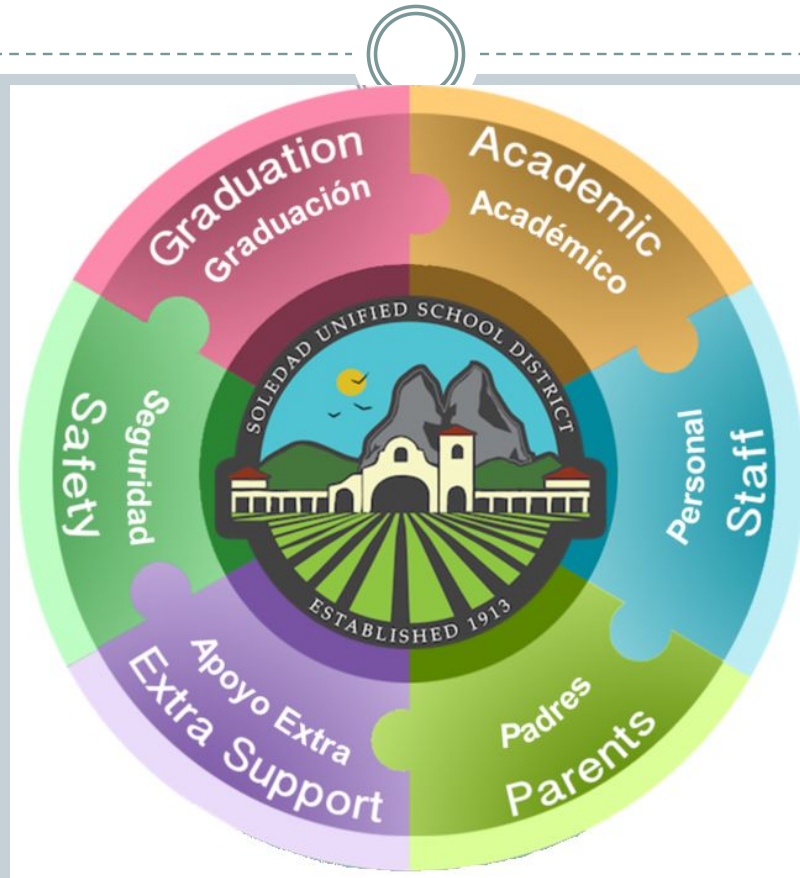 Graduation
Graduación
Academic
Académico
Staff
Personal
Parents
Padres
Extra Support
Apoyo Extra
Safety
Seguridad
SOLEDAD UNIFIED SCHOOL DISTRICT
ESTABLISHED 1913